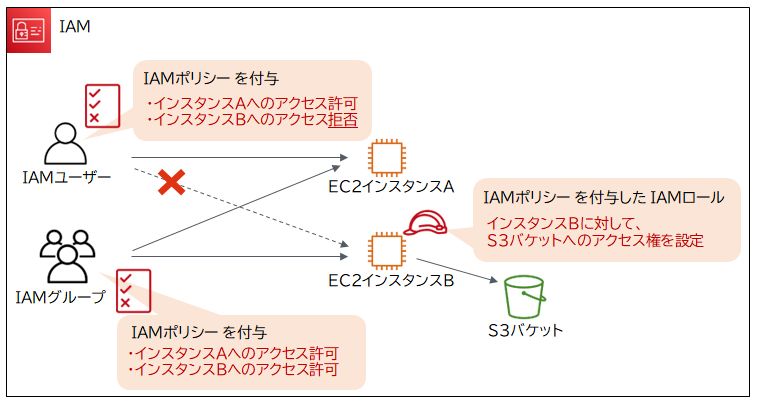 IAM
IAMポリシー を付与
・インスタンスAへのアクセス許可
・インスタンスBへのアクセス拒否
IAMユーザー
EC2インスタンスA
IAMポリシー を付与した IAMロール
インスタンスBに対して、
S3バケットへのアクセス権を設定
IAMグループ
EC2インスタンスB
S3バケット
IAMポリシー を付与
・インスタンスAへのアクセス許可
・インスタンスBへのアクセス許可